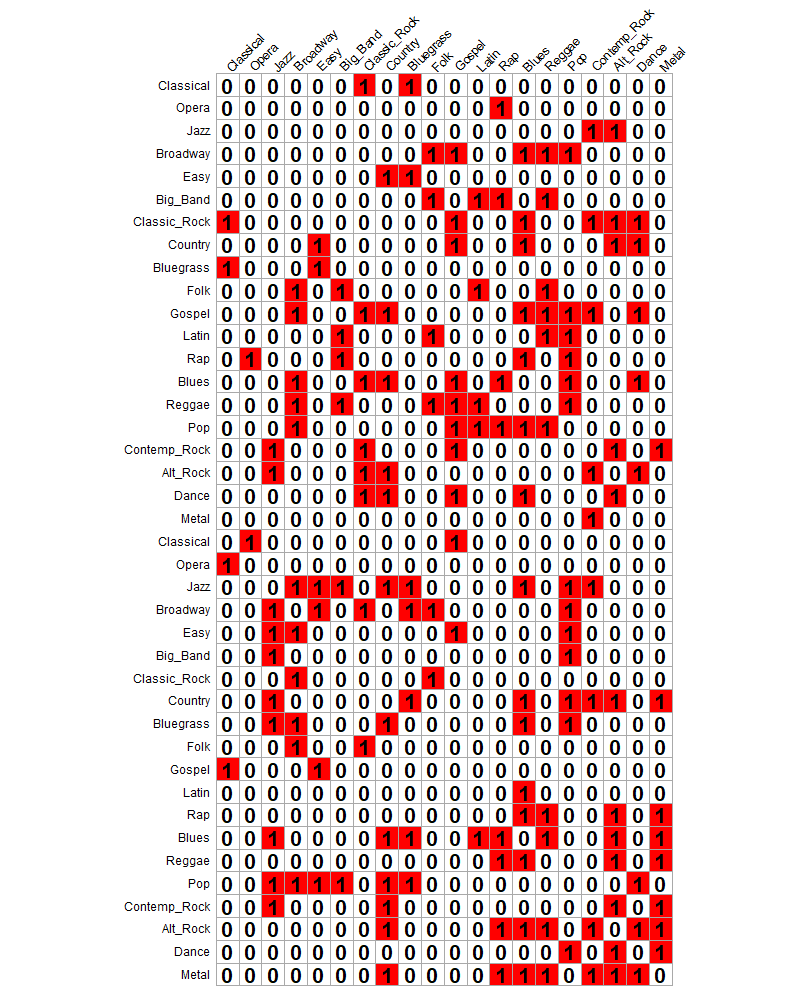 Classical Opera Jazz Broadway Easy Big_Band Classic_Rock Country Bluegrass Folk Gospel Latin Rap Blues Reggae Pop Contemp_Rock Alt_Rock Dance Metal
Classical 0 0 0 0 0 0 1 0 1 0 0 0 0 0 0 0 0 0 0 0
Opera 0 0 0 0 0 0 0 0 0 0 0 0 1 0 0 0 0 0 0 0
Jazz 0 0 0 0 0 0 0 0 0 0 0 0 0 0 0 0 1 1 0 0
Broadway 0 0 0 0 0 0 0 0 0 1 1 0 0 1 1 1 0 0 0 0
Easy 0 0 0 0 0 0 0 1 1 0 0 0 0 0 0 0 0 0 0 0
Big_Band 0 0 0 0 0 0 0 0 0 1 0 1 1 0 1 0 0 0 0 0
Classic_Rock 1 0 0 0 0 0 0 0 0 0 1 0 0 1 0 0 1 1 1 0
Country 0 0 0 0 1 0 0 0 0 0 1 0 0 1 0 0 0 1 1 0
Bluegrass 1 0 0 0 1 0 0 0 0 0 0 0 0 0 0 0 0 0 0 0
Folk 0 0 0 1 0 1 0 0 0 0 0 1 0 0 1 0 0 0 0 0
Gospel 0 0 0 1 0 0 1 1 0 0 0 0 0 1 1 1 1 0 1 0
Latin 0 0 0 0 0 1 0 0 0 1 0 0 0 0 1 1 0 0 0 0
Rap 0 1 0 0 0 1 0 0 0 0 0 0 0 1 0 1 0 0 0 0
Blues 0 0 0 1 0 0 1 1 0 0 1 0 1 0 0 1 0 0 1 0
Reggae 0 0 0 1 0 1 0 0 0 1 1 1 0 0 0 1 0 0 0 0
Pop 0 0 0 1 0 0 0 0 0 0 1 1 1 1 1 0 0 0 0 0
Contemp_Rock 0 0 1 0 0 0 1 0 0 0 1 0 0 0 0 0 0 1 0 1
Alt_Rock 0 0 1 0 0 0 1 1 0 0 0 0 0 0 0 0 1 0 1 0
Dance 0 0 0 0 0 0 1 1 0 0 1 0 0 1 0 0 0 1 0 0
Metal 0 0 0 0 0 0 0 0 0 0 0 0 0 0 0 0 1 0 0 0
Classical 0 1 0 0 0 0 0 0 0 0 1 0 0 0 0 0 0 0 0 0
Opera 1 0 0 0 0 0 0 0 0 0 0 0 0 0 0 0 0 0 0 0
Jazz 0 0 0 1 1 1 0 1 1 0 0 0 0 1 0 1 1 0 0 0
Broadway 0 0 1 0 1 0 1 0 1 1 0 0 0 0 0 1 0 0 0 0
Easy 0 0 1 1 0 0 0 0 0 0 1 0 0 0 0 1 0 0 0 0
Big_Band 0 0 1 0 0 0 0 0 0 0 0 0 0 0 0 1 0 0 0 0
Classic_Rock 0 0 0 1 0 0 0 0 0 1 0 0 0 0 0 0 0 0 0 0
Country 0 0 1 0 0 0 0 0 1 0 0 0 0 1 0 1 1 1 0 1
Bluegrass 0 0 1 1 0 0 0 1 0 0 0 0 0 1 0 1 0 0 0 0
Folk 0 0 0 1 0 0 1 0 0 0 0 0 0 0 0 0 0 0 0 0
Gospel 1 0 0 0 1 0 0 0 0 0 0 0 0 0 0 0 0 0 0 0
Latin 0 0 0 0 0 0 0 0 0 0 0 0 0 1 0 0 0 0 0 0
Rap 0 0 0 0 0 0 0 0 0 0 0 0 0 1 1 0 0 1 0 1
Blues 0 0 1 0 0 0 0 1 1 0 0 1 1 0 1 0 0 1 0 1
Reggae 0 0 0 0 0 0 0 0 0 0 0 0 1 1 0 0 0 1 0 1
Pop 0 0 1 1 1 1 0 1 1 0 0 0 0 0 0 0 0 0 1 0
Contemp_Rock 0 0 1 0 0 0 0 1 0 0 0 0 0 0 0 0 0 1 0 1
Alt_Rock 0 0 0 0 0 0 0 1 0 0 0 0 1 1 1 0 1 0 1 1
Dance 0 0 0 0 0 0 0 0 0 0 0 0 0 0 0 1 0 1 0 1
Metal 0 0 0 0 0 0 0 1 0 0 0 0 1 1 1 0 1 1 1 0